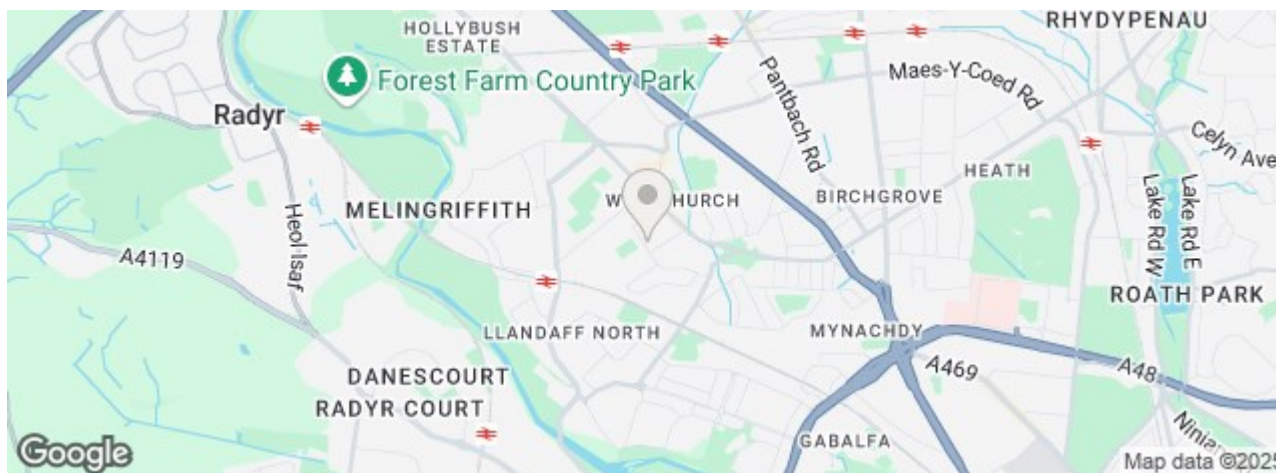 HOLLYBUSH
ESTATE
RHYDYPENAU
Forest Farm Country Park
Maes-Y-Coed Rd
Pantbach Rd
Radyr
Celyn Ave
HEATH
W HURCH
BIRCHGROVE
MELINGRIFFITH
Heol Isaf
Lake Rd W
Lake Rd E
A4119
ROATH PARK
LLANDAFF NORTH
MYNACHDY
A469
A48
DANESCOURT
RADYR COURT
Ninian
GABALFA
Google
Map data ©2025